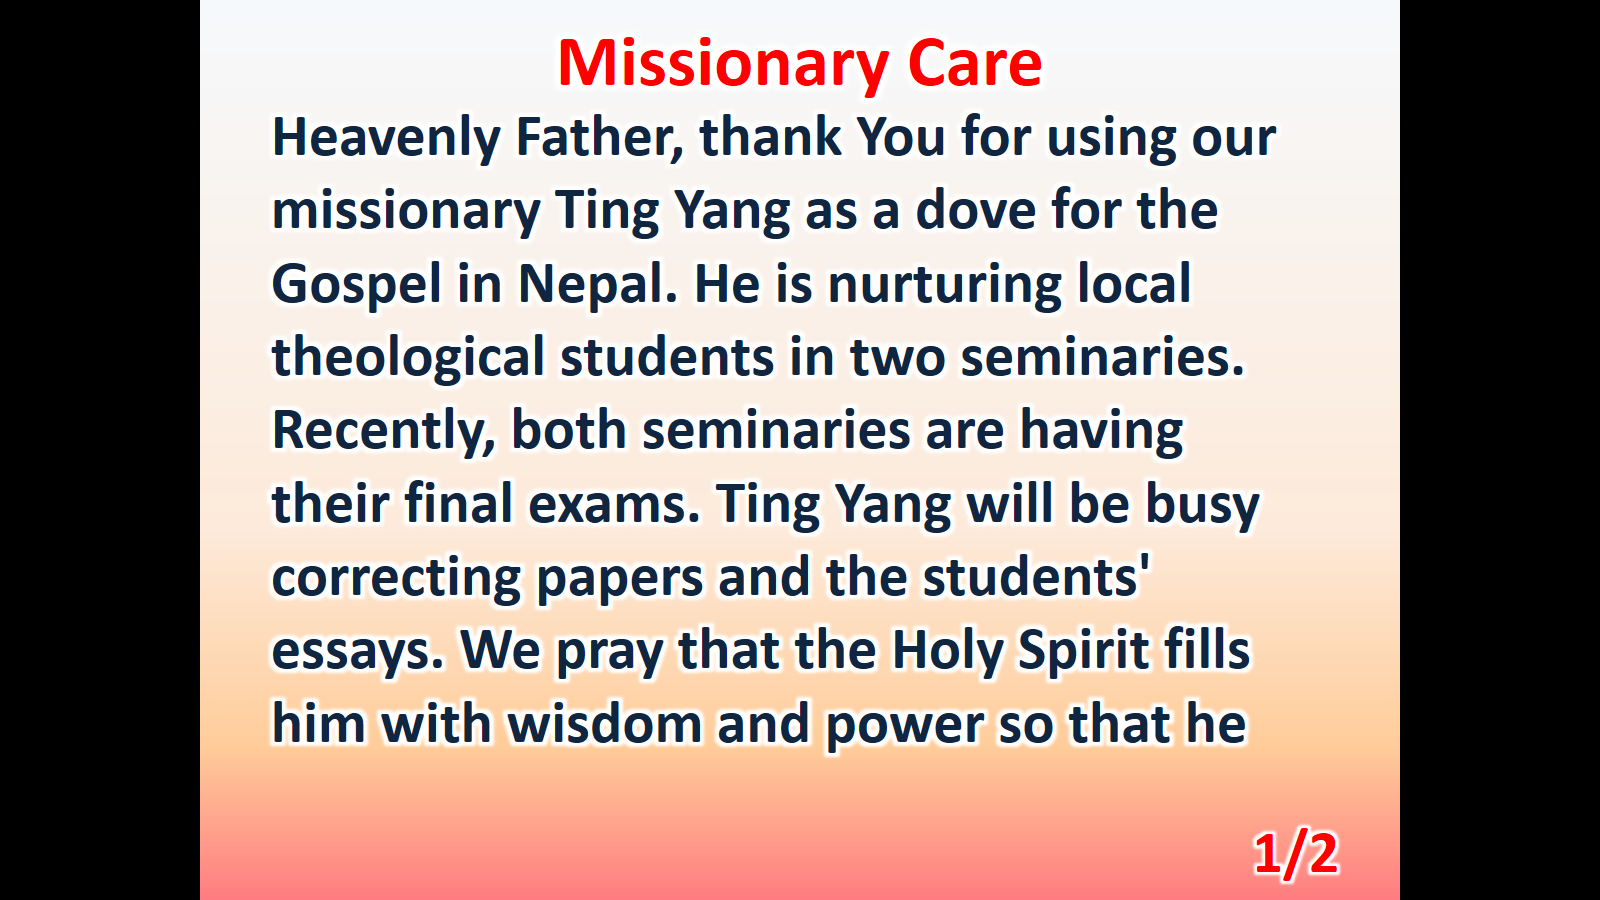 Missionary Care
Heavenly Father, thank You for using our
missionary Ting Yang as a dove for the
Gospel in Nepal. He is nurturing local
theological students in two seminaries.
Recently, both seminaries are having
their final exams. Ting Yang will be busy
correcting papers and the students'
essays. We pray that the Holy Spirit fills
him with wisdom and power so that he
1/2